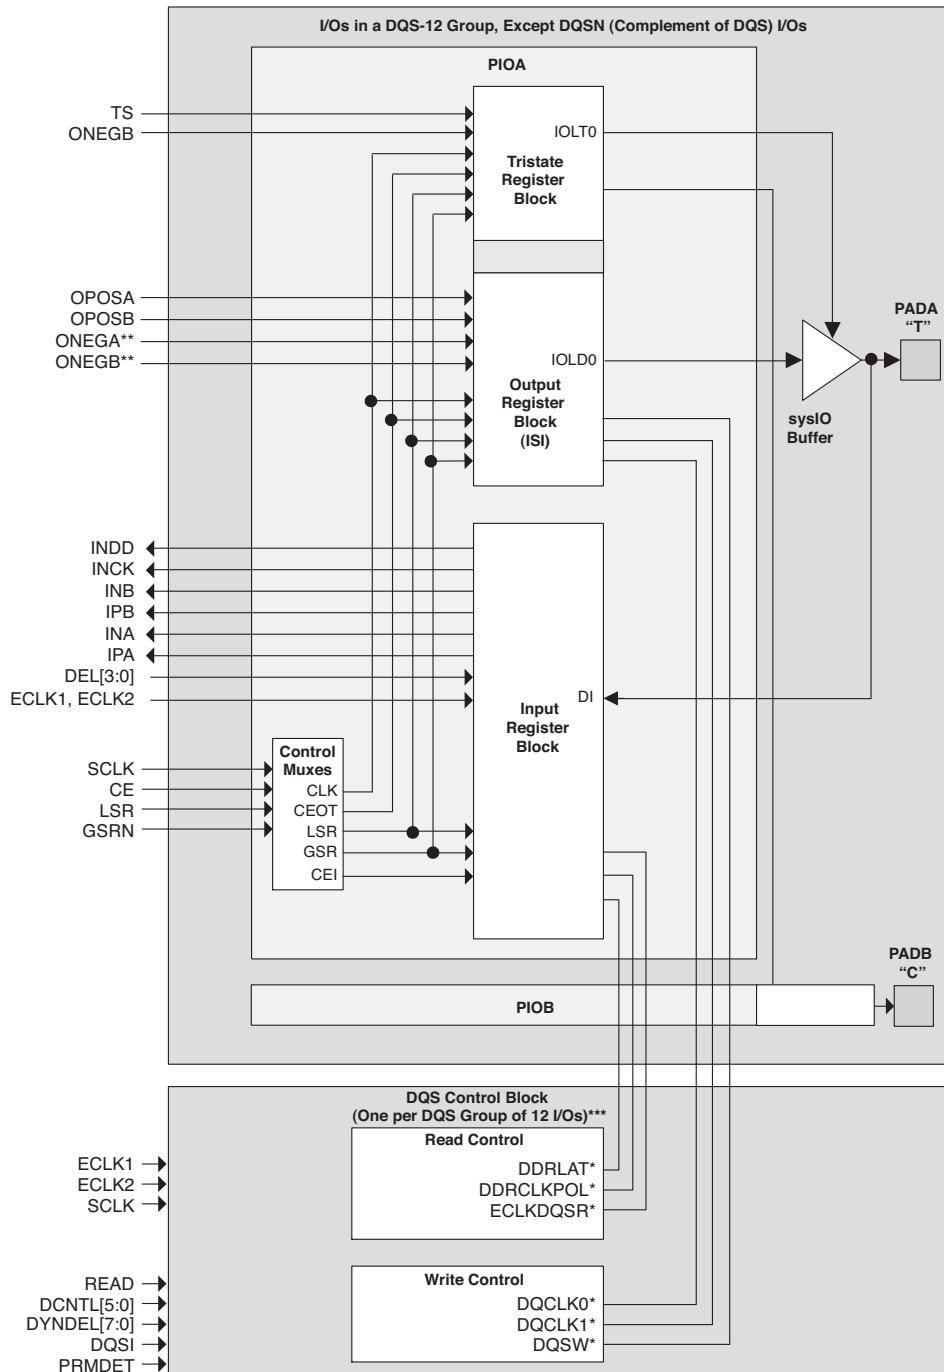 I/Os in a DQS-12 Group, Except DQSN (Complement of DQS) I/Os
PIOA
TS
ONEGB
IOLT0
Tristate
Register
Block
OPOSA
OPOSB
ONEGA**
ONEGB**
IOLD0
Output
Register
Block
(ISI)
PADA
“T”
sysIO
Buffer
INDD
INCK
INB
IPB
INA
IPA
DEL[3:0]
ECLK1, ECLK2
DI
Input
Register
Block
SCLK
CE
LSR
GSRN
Control
Muxes
CLK
CEOT
LSR
GSR
CEI
PADB
“C”
PIOB
DQS Control Block
(One per DQS Group of 12 I/Os)***
Read Control
ECLK1
ECLK2
SCLK
DDRLAT*
DDRCLKPOL*
ECLKDQSR*
READ
DCNTL[5:0]
DYNDEL[7:0]
DQSI
PRMDET
Write Control
DQCLK0*
DQCLK1*
DQSW*